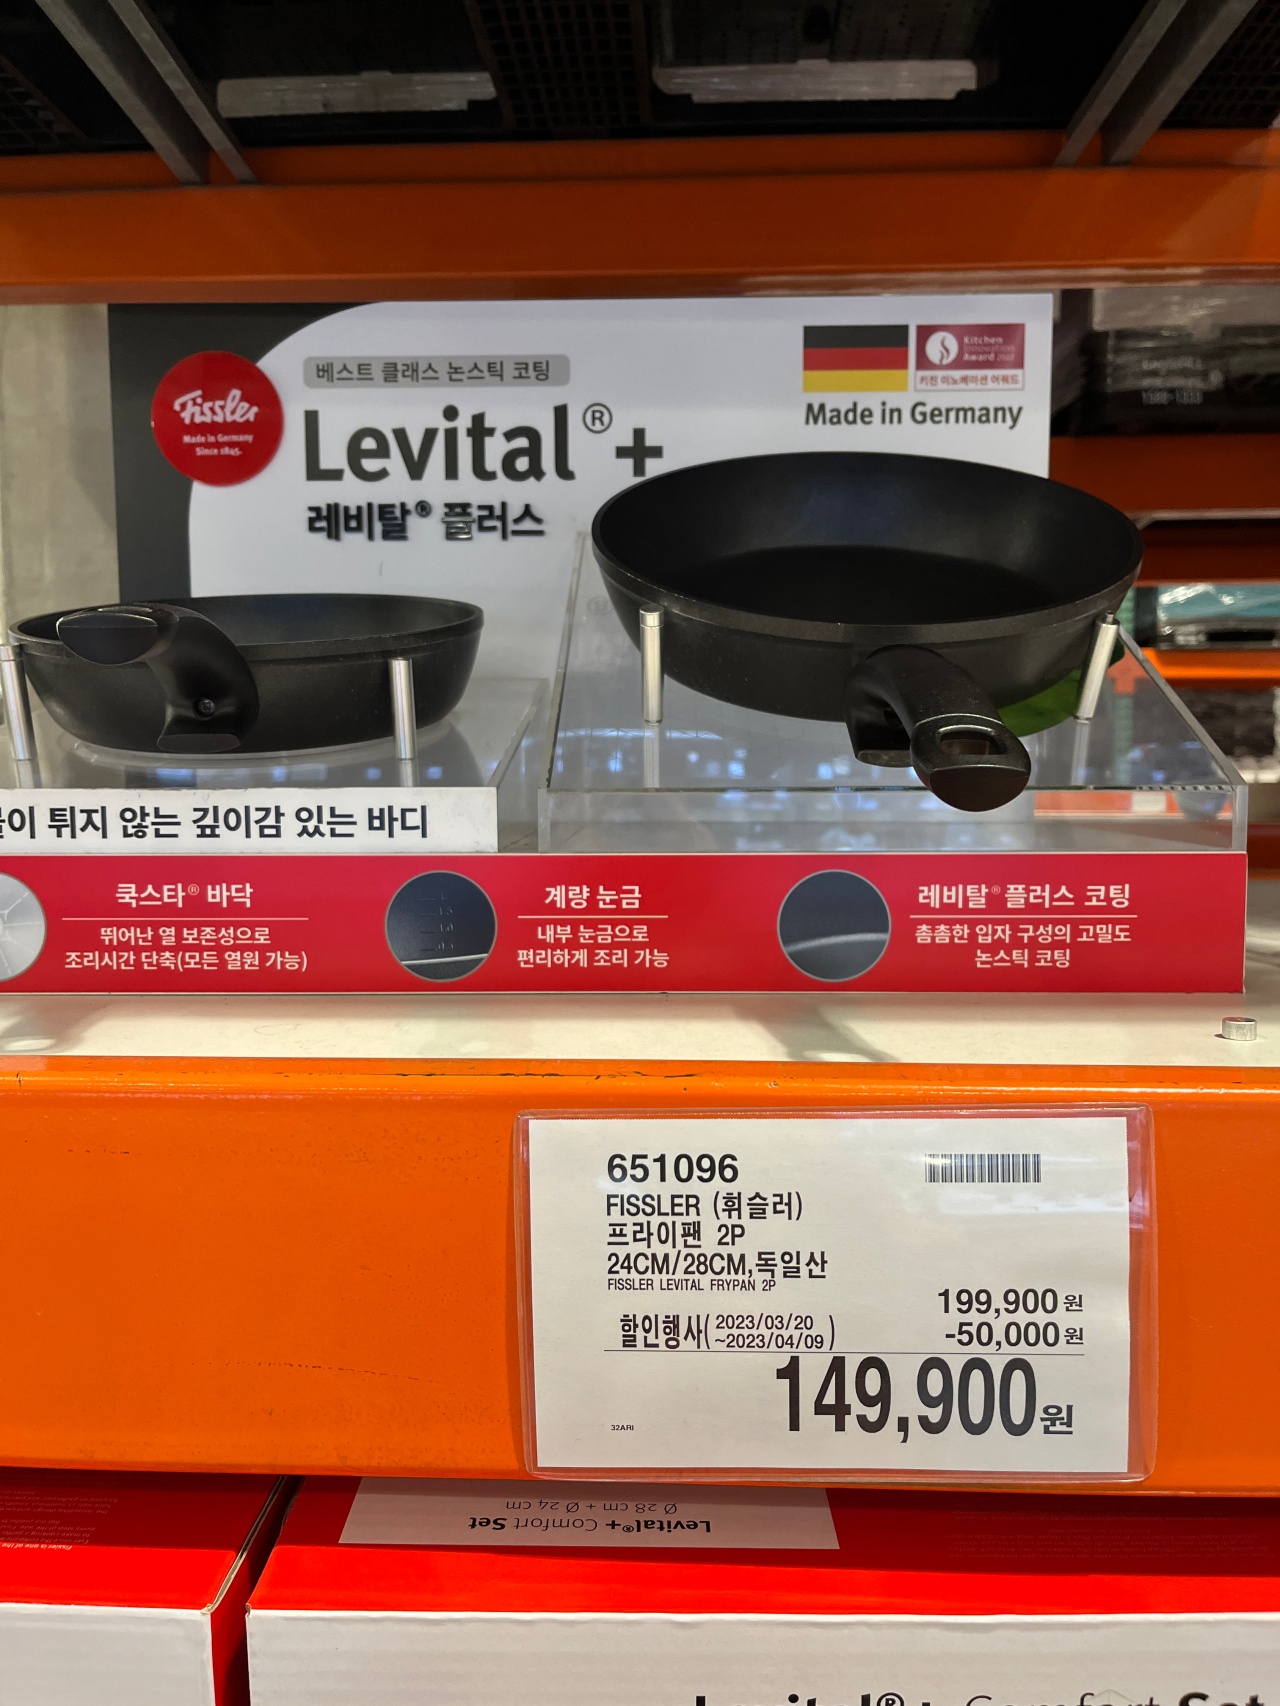 Fissler
Made in Germany
Since 1845.
베스트 클래스 논스틱 코팅
Levital®+
레비탈® 플러스
Kitchen
Innovation
Award
키친 이노베이션 어워드
Made in Germany
튀지 않는 깊이감 있는 바디
쿡스타® 바닥
뛰어난 열 보존성으로
조리시간 단축(모든 열원 가능)
계량 눈금
내부 눈금으로
편리하게 조리 가능
레비탈® 플러스 코팅
촘촘한 입자 구성의 고밀도
논스틱 코팅
651096
FISSLER (휘슬러)
프라이팬 2P
24CM/28CM,독일산
FISSLER LEVITAL FRYPAN 2P
199,900원
할인행사(2023/03/20
~2023/04/09)
-50,000원
149,900원
32ARI
Levital®+ Comfort Set
Ø 28 cm + Ø 24 cm
Levital®+ Comfort Set